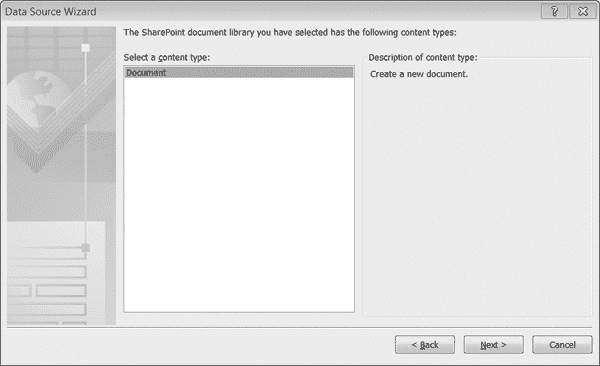 Data Source Wizard
?
The SharePoint document library you have selected has the following content types:
Select a content type:
Description of content type:
Document
Create a new document.
< Back
Next >
Cancel